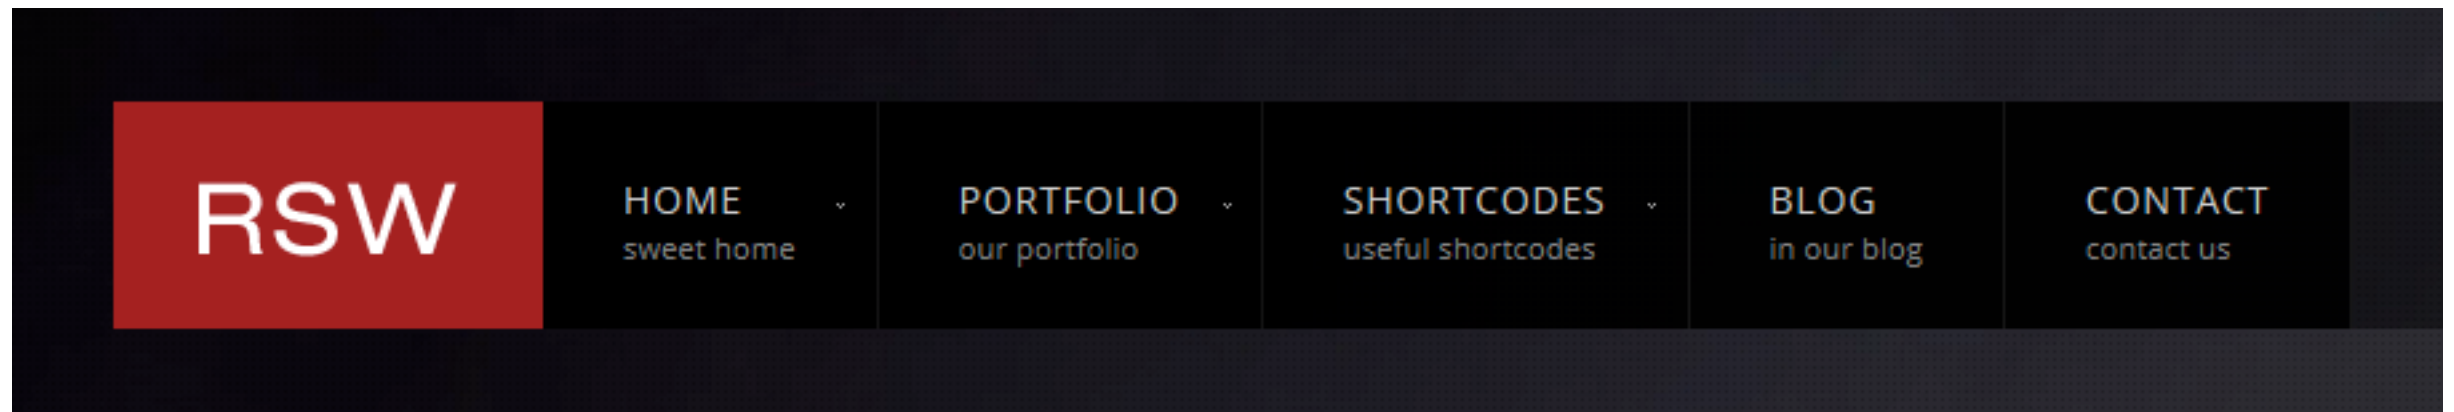 RSW
HOME
sweet home
PORTFOLIO
our portfolio
SHORTCODES
useful shortcodes
BLOG
in our blog
CONTACT
contact us